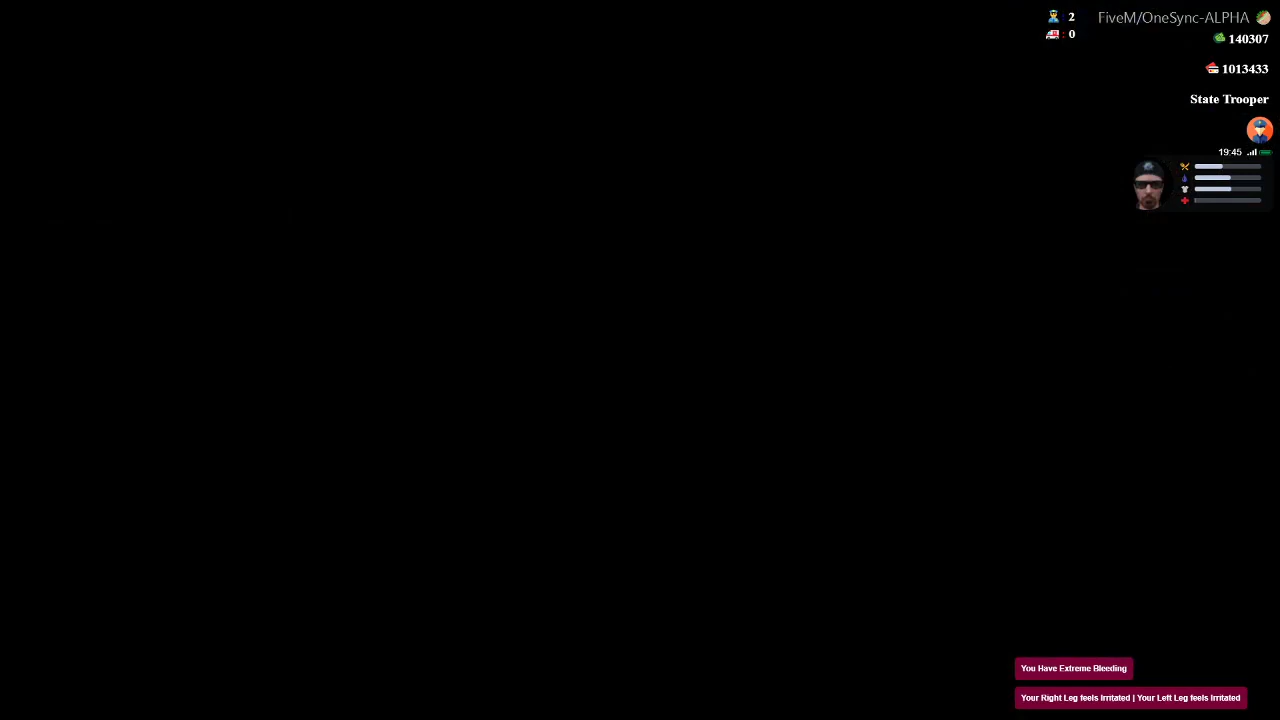 2
FiveM/OneSync-ALPHA
: 0
140307
1013433
State Trooper
19:45
You Have Extreme Bleeding
Your Right Leg feels Irritated | Your Left Leg feels Irritated